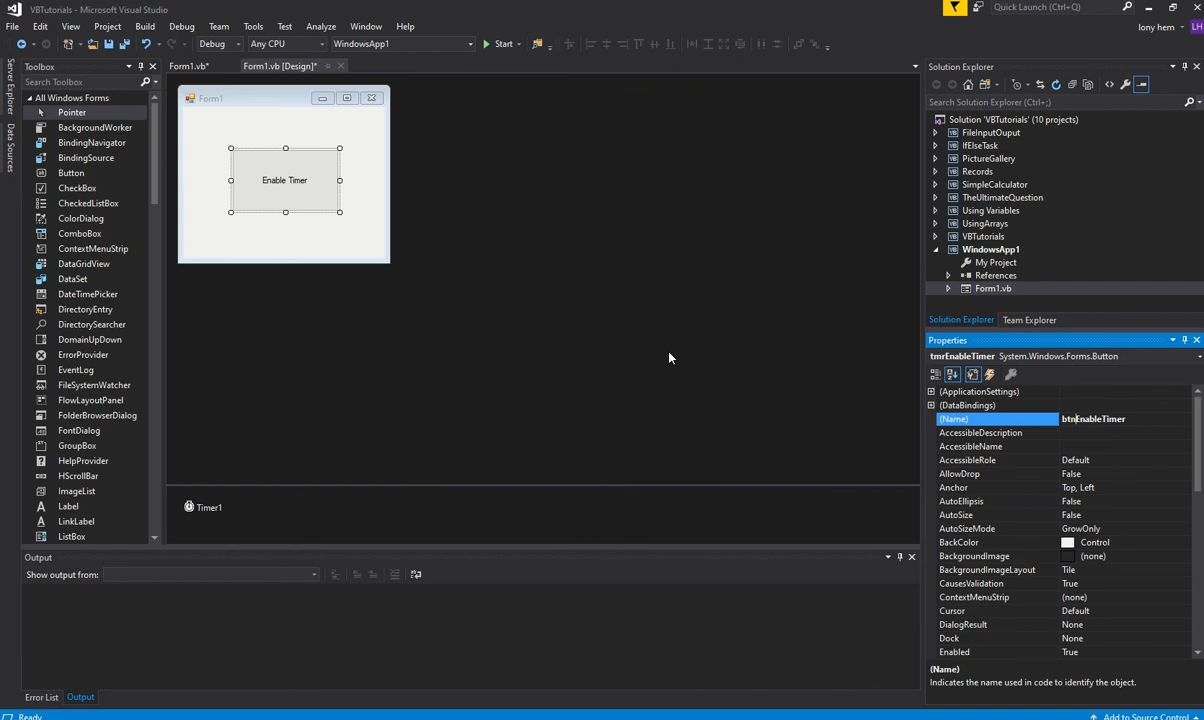 VBTutorials - Microsoft Visual Studio
Quick Launch (Ctrl+Q)
File Edit View Project Build Debug Team Tools Test Analyze Window Help
Iony hem LH
Debug Any CPU WindowsApp1 Start
Server Explorer
Data Sources
Toolbox
Search Toolbox
All Windows Forms
Pointer
BackgroundWorker
BindingNavigator
BindingSource
Button
CheckBox
CheckedListBox
ColorDialog
ComboBox
ContextMenuStrip
DataGridView
DataSet
DateTimePicker
DirectoryEntry
DirectorySearcher
DomainUpDown
ErrorProvider
EventLog
FileSystemWatcher
FlowLayoutPanel
FolderBrowserDialog
FontDialog
GroupBox
HelpProvider
HScrollBar
ImageList
Label
LinkLabel
ListBox
Form1.vb* Form1.vb [Design]*
Form1
Enable Timer
Timer1
Output
Show output from:
Error List Output
Solution Explorer
Search Solution Explorer (Ctrl+;)
Solution 'VBTutorials' (10 projects)
FileInputOuput
IfElseTask
PictureGallery
Records
SimpleCalculator
TheUltimateQuestion
Using Variables
UsingArrays
VBTutorials
WindowsApp1
My Project
References
Form1.vb
Solution Explorer Team Explorer
Properties
tmrEnableTimer System.Windows.Forms.Button
(ApplicationSettings)
(DataBindings)
(Name) btnEnableTimer
AccessibleDescription
AccessibleName
AccessibleRole Default
AllowDrop False
Anchor Top, Left
AutoEllipsis False
AutoSize False
AutoSizeMode GrowOnly
BackColor Control
BackgroundImage (none)
BackgroundImageLayout Tile
CausesValidation True
ContextMenuStrip (none)
Cursor Default
DialogResult None
Dock None
Enabled True
(Name)
Indicates the name used in code to identify the object.
Ready
Add to Source Control